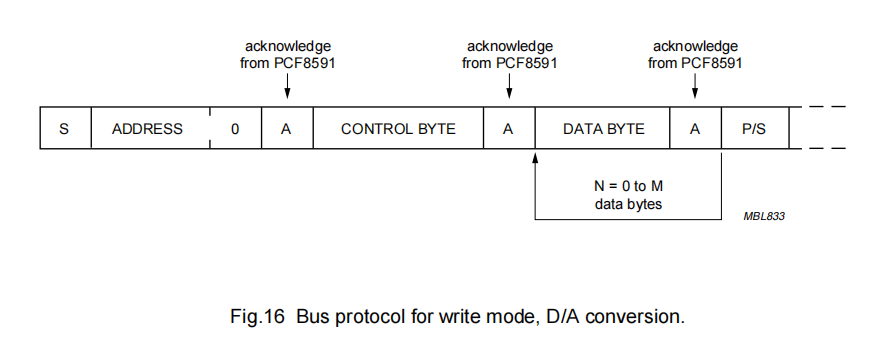 acknowledge acknowledge acknowledge
from PCF8591 from PCF8591 from PCF8591
S ADDRESS 0 A CONTROL BYTE A DATA BYTE A P/S
N = 0 to M
data bytes
MBL833
Fig.16 Bus protocol for write mode, D/A conversion.